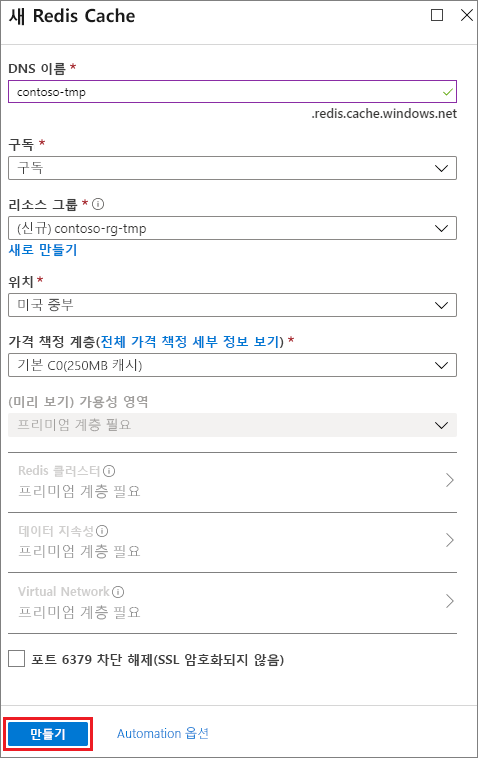 새 Redis Cache
DNS 이름 *
contoso-tmp
.redis.cache.windows.net
구독 *
구독
리소스 그룹 *
(신규) contoso-rg-tmp
새로 만들기
위치 *
미국 중부
가격 책정 계층(전체 가격 책정 세부 정보 보기) *
기본 C0(250MB 캐시)
(미리 보기) 가용성 영역
프리미엄 계층 필요
Redis 클러스터
프리미엄 계층 필요
데이터 지속성
프리미엄 계층 필요
Virtual Network
프리미엄 계층 필요
포트 6379 차단 해제(SSL 암호화되지 않음)
만들기 Automation 옵션